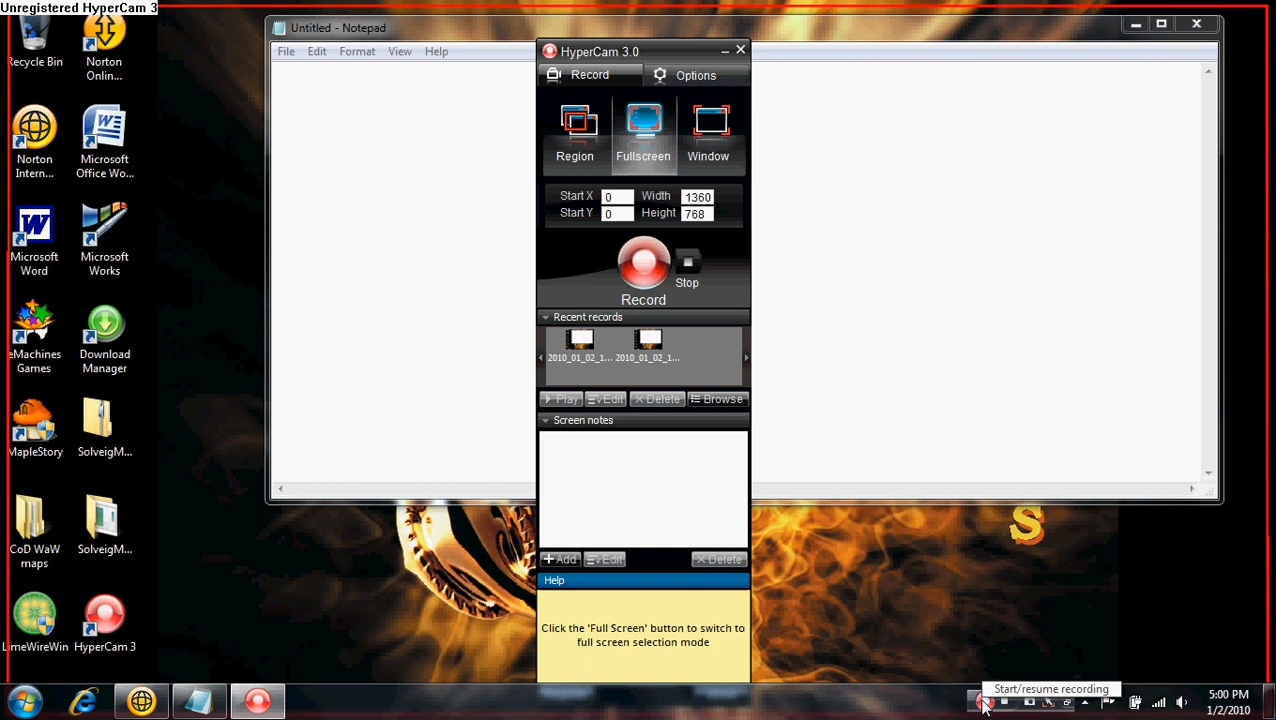 Unregistered HyperCam 3
Recycle Bin
Norton
Onlin...
Norton
Intern...
Microsoft
Office Wo...
Microsoft
Word
Microsoft
Works
eMachines
Games
Download
Manager
MapleStory
SolveigM...
CoD WaW
maps
SolveigM...
LimeWireWin
HyperCam 3
Untitled - Notepad
File Edit Format View Help
HyperCam 3.0
Record Options
Region Fullscreen Window
Start X 0 Width 1360
Start Y 0 Height 768
Stop
Record
Recent records
2010_01_02_1... 2010_01_02_1...
Play Edit Delete Browse
Screen notes
Add Edit Delete
Help
Click the 'Full Screen' button to switch to
full screen selection mode
S
Start/resume recording
5:00 PM
1/2/2010